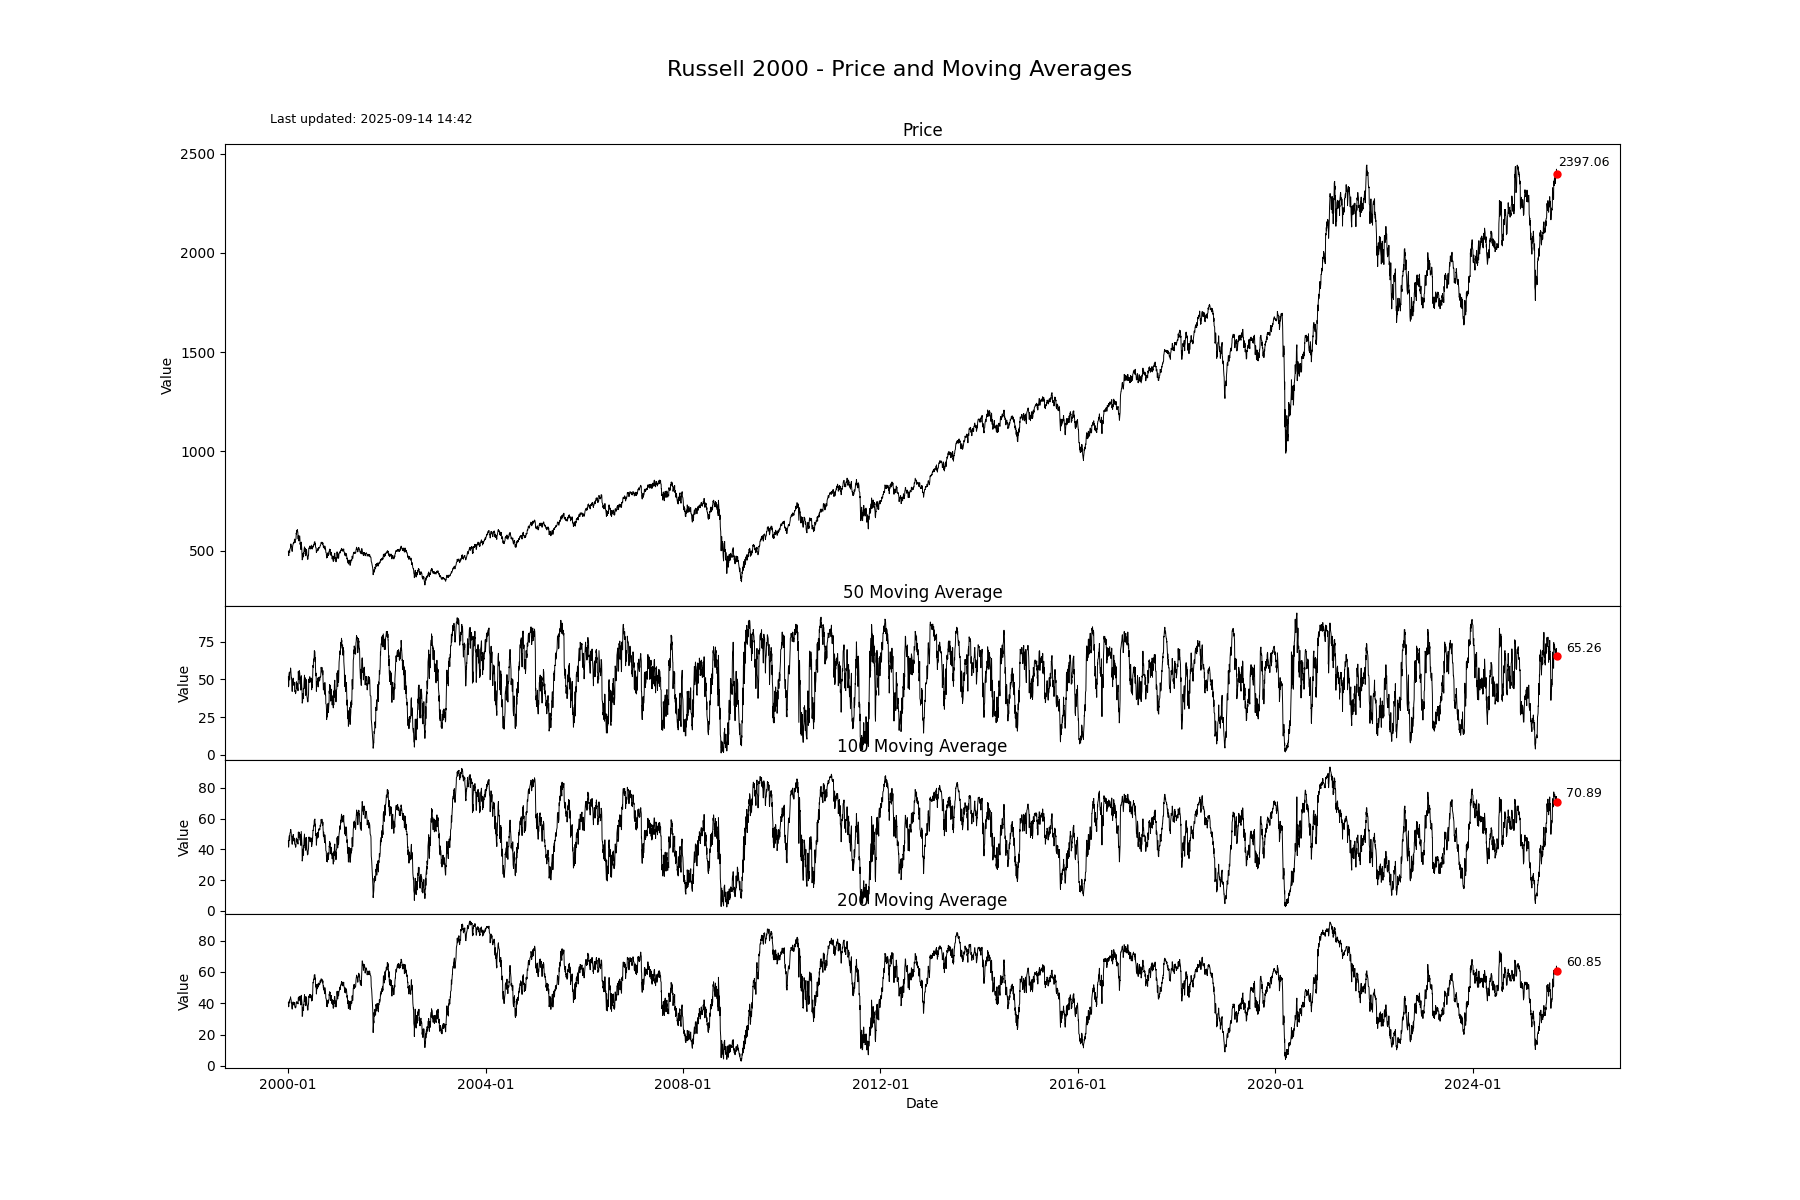 Russell 2000 - Price and Moving Averages
Last updated: 2025-09-14 14:42
Price
2500
2397.06
2000
1500
Value
1000
500
50 Moving Average
75
65.26
50
Value
25
0
100 Moving Average
80
70.89
60
Value
40
20
0
200 Moving Average
80
60.85
60
Value
40
20
0
2000-01 2004-01 2008-01 2012-01 2016-01 2020-01 2024-01
Date